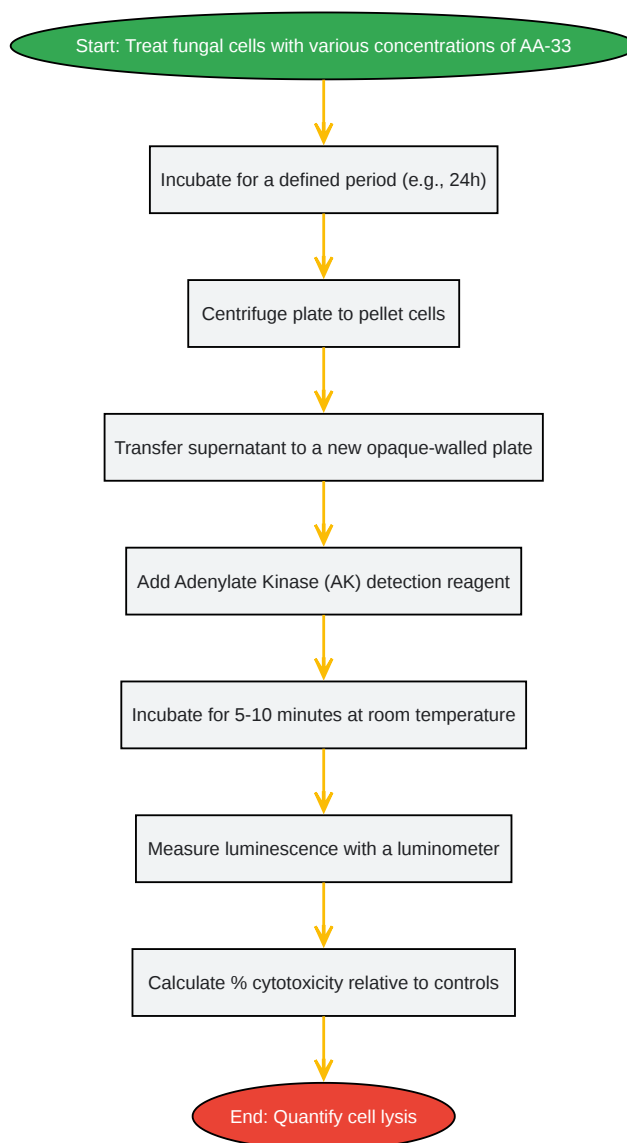 Start: Treat fungal cells with various concentrations of AA-33
Incubate for a defined period (e.g., 24h)
Centrifuge plate to pellet cells
Transfer supernatant to a new opaque-walled plate
Add Adenylate Kinase (AK) detection reagent
Incubate for 5-10 minutes at room temperature
Measure luminescence with a luminometer
Calculate % cytotoxicity relative to controls
End: Quantify cell lysis